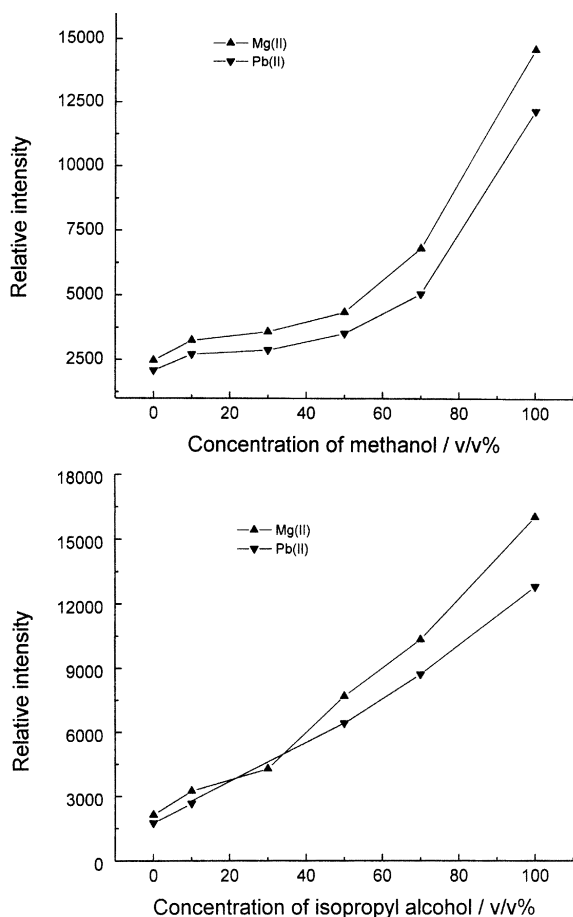 15000
12500
10000
7500
5000
2500
Relative intensity
Mg(II)
Pb(II)
0 20 40 60 80 100
Concentration of methanol / v/v%
18000
15000
12000
9000
6000
3000
0
Relative intensity
Mg(II)
Pb(II)
0 20 40 60 80 100
Concentration of isopropyl alcohol / v/v%